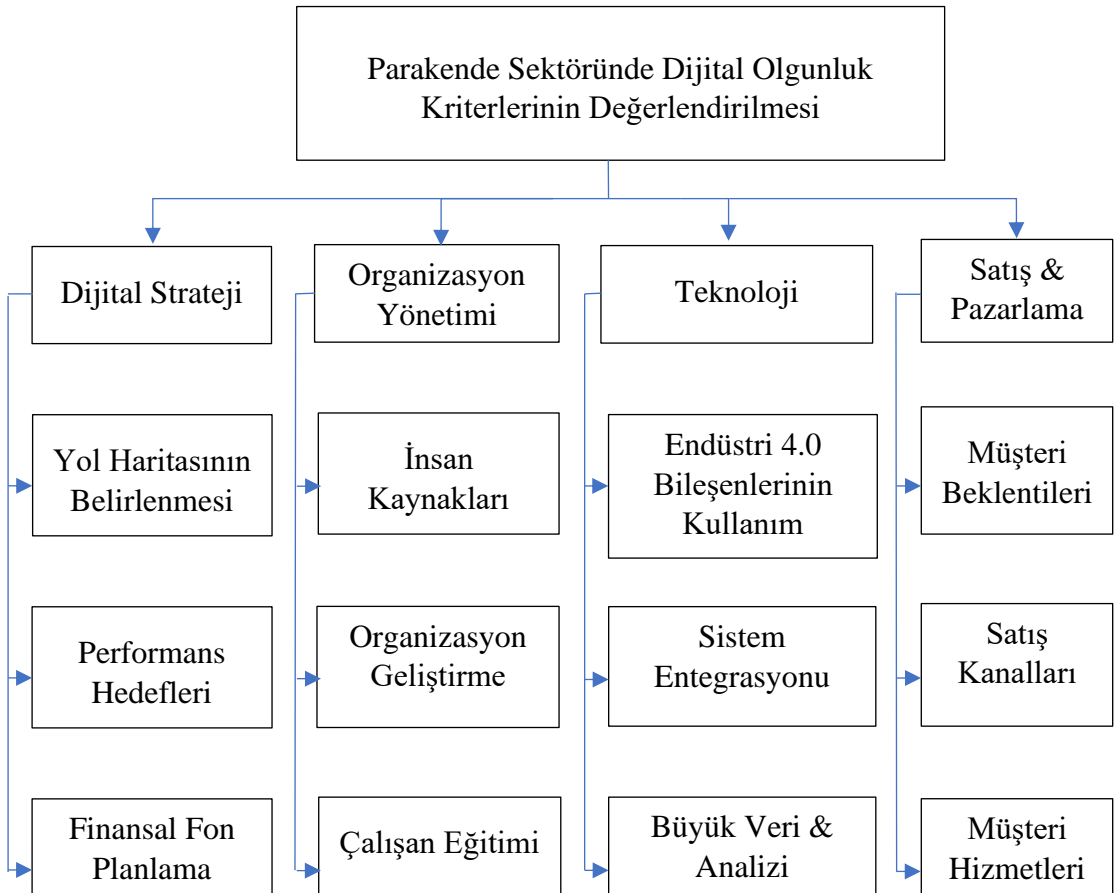 Parakende Sektöründe Dijital Olgunluk
Kriterlerinin Değerlendirilmesi
Dijital Strateji
Organizasyon
Yönetimi
Teknoloji
Satış &
Pazarlama
Yol Haritasının
Belirlenmesi
İnsan
Kaynakları
Endüstri 4.0
Bileşenlerinin
Kullanım
Müşteri
Beklentileri
Performans
Hedefleri
Organizasyon
Geliştirme
Sistem
Entegrasyonu
Satış
Kanalları
Finansal Fon
Planlama
Çalışan Eğitimi
Büyük Veri &
Analizi
Müşteri
Hizmetleri